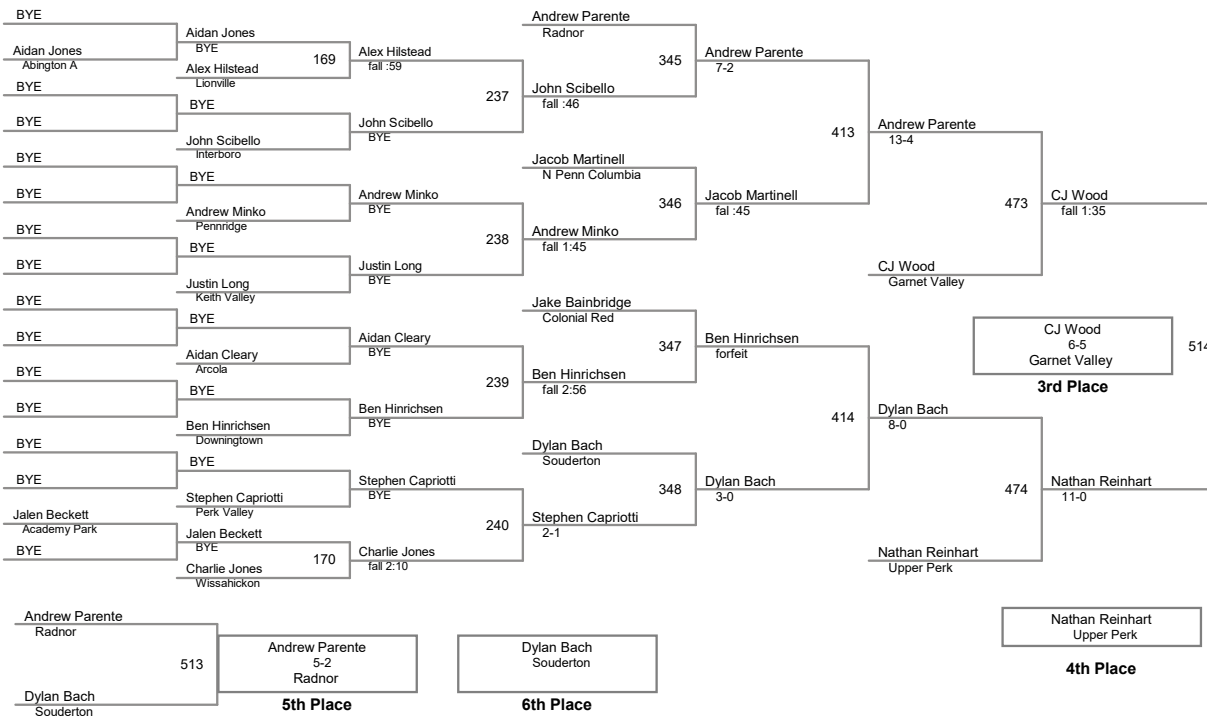 BYE
Aidan Jones
Abington A
BYE
BYE
BYE
BYE
BYE
BYE
BYE
BYE
BYE
BYE
BYE
BYE
Jalen Beckett
Academy Park
BYE
Aidan Jones
BYE
Alex Hilstead
Lionville
BYE
John Scibello
Interboro
BYE
Andrew Minko
Pennridge
BYE
Justin Long
Keith Valley
BYE
Aidan Cleary
Arcola
BYE
Ben Hinrichsen
Downingtown
BYE
Stephen Capriotti
Perk Valley
Jalen Beckett
BYE
Charlie Jones
Wissahickon
169
170
Alex Hilstead
fall :59
John Scibello
BYE
Andrew Minko
BYE
Justin Long
BYE
Aidan Cleary
BYE
Ben Hinrichsen
BYE
Stephen Capriotti
BYE
Charlie Jones
fall 2:10
237
238
239
240
Andrew Parente
Radnor
John Scibello
fall :46
Jacob Martinell
N Penn Columbia
Andrew Minko
fall 1:45
Jake Bainbridge
Colonial Red
Ben Hinrichsen
fall 2:56
Dylan Bach
Souderton
Stephen Capriotti
2-1
345
346
347
348
Andrew Parente
7-2
Jacob Martinell
fal :45
Ben Hinrichsen
forfeit
Dylan Bach
3-0
413
414
Andrew Parente
13-4
CJ Wood
Garnet Valley
Dylan Bach
8-0
Nathan Reinhart
Upper Perk
473
474
CJ Wood
fall 1:35
Nathan Reinhart
11-0
CJ Wood
6-5
Garnet Valley
514
3rd Place
Nathan Reinhart
Upper Perk
4th Place
Andrew Parente
Radnor
513
Dylan Bach
Souderton
Andrew Parente
5-2
Radnor
5th Place
Dylan Bach
Souderton
6th Place